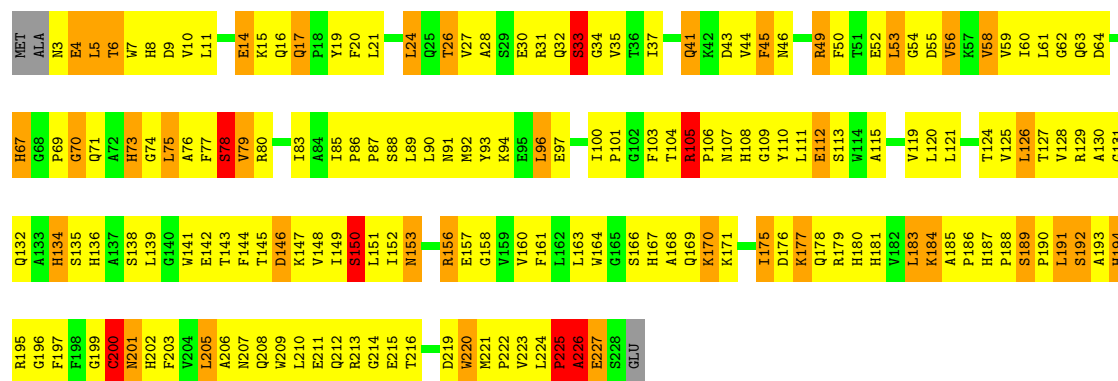 MET ALA N3 E4 L5 T6 W7 H8 D9 V10 L11 E14 K15 Q16 Q17 P18 Y19 F20 L21 L24 Q25 T26 V27 A28 S29 E30 R31 Q32 S33 G34 V35 T36 I37 Q41 K42 D43 V44 F45 N46 R49 F50 T51 E52 L53 G54 D55 V56 K57 V58 V59 I60 L61 G62 Q63 D64
H67 G68 P69 G70 Q71 A72 H73 G74 L75 A76 F77 S78 V79 R80 I83 A84 I85 P86 P87 S88 L89 L90 N91 M92 Y93 K94 E95 L96 E97 I100 P101 G102 F103 T104 R105 P106 N107 H108 G109 Y110 L111 E112 S113 W114 A115 V119 L120 L121 T124 V125 L126 T127 V128 R129 A130 G131
Q132 A133 H134 S135 H136 A137 S138 L139 G140 W141 E142 T143 F144 T145 D146 K147 V148 I149 S150 L151 I152 N153 R156 E157 G158 V159 V160 F161 L162 L163 W164 G165 S166 H167 A168 Q169 K170 K171 I175 D176 K177 Q178 R179 H180 H181 V182 L183 K184 A185 P186 H187 P188 S189 P190 L191 S192 A193 H194
R195 G196 F197 F198 G199 C200 N201 H202 F203 V204 L205 A206 N207 Q208 W209 L210 E211 Q212 R213 G214 E215 T216 D219 W220 M221 P222 V223 L224 P225 A226 E227 S228 GLU